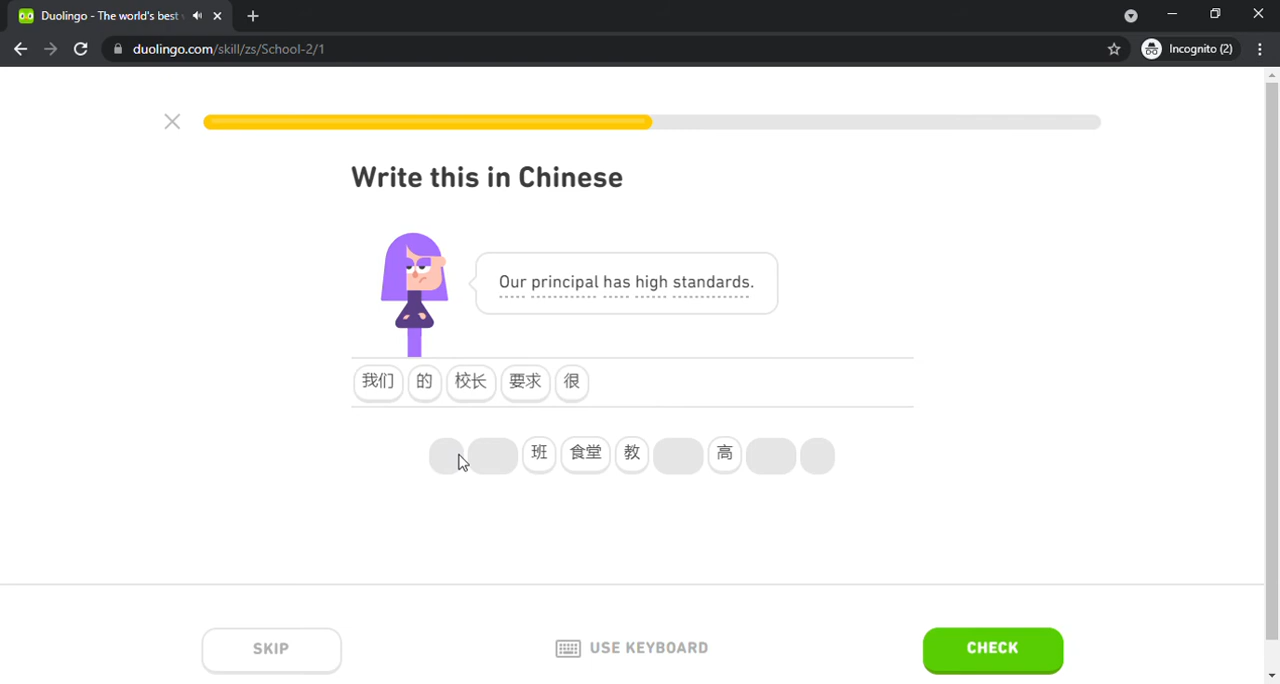 Duolingo - The world's best
duolingo.com/skill/zs/School-2/1
Incognito (2)
Write this in Chinese
Our principal has high standards.
我们 的 校长 要求 很
班 食堂 教 高
SKIP
USE KEYBOARD
CHECK